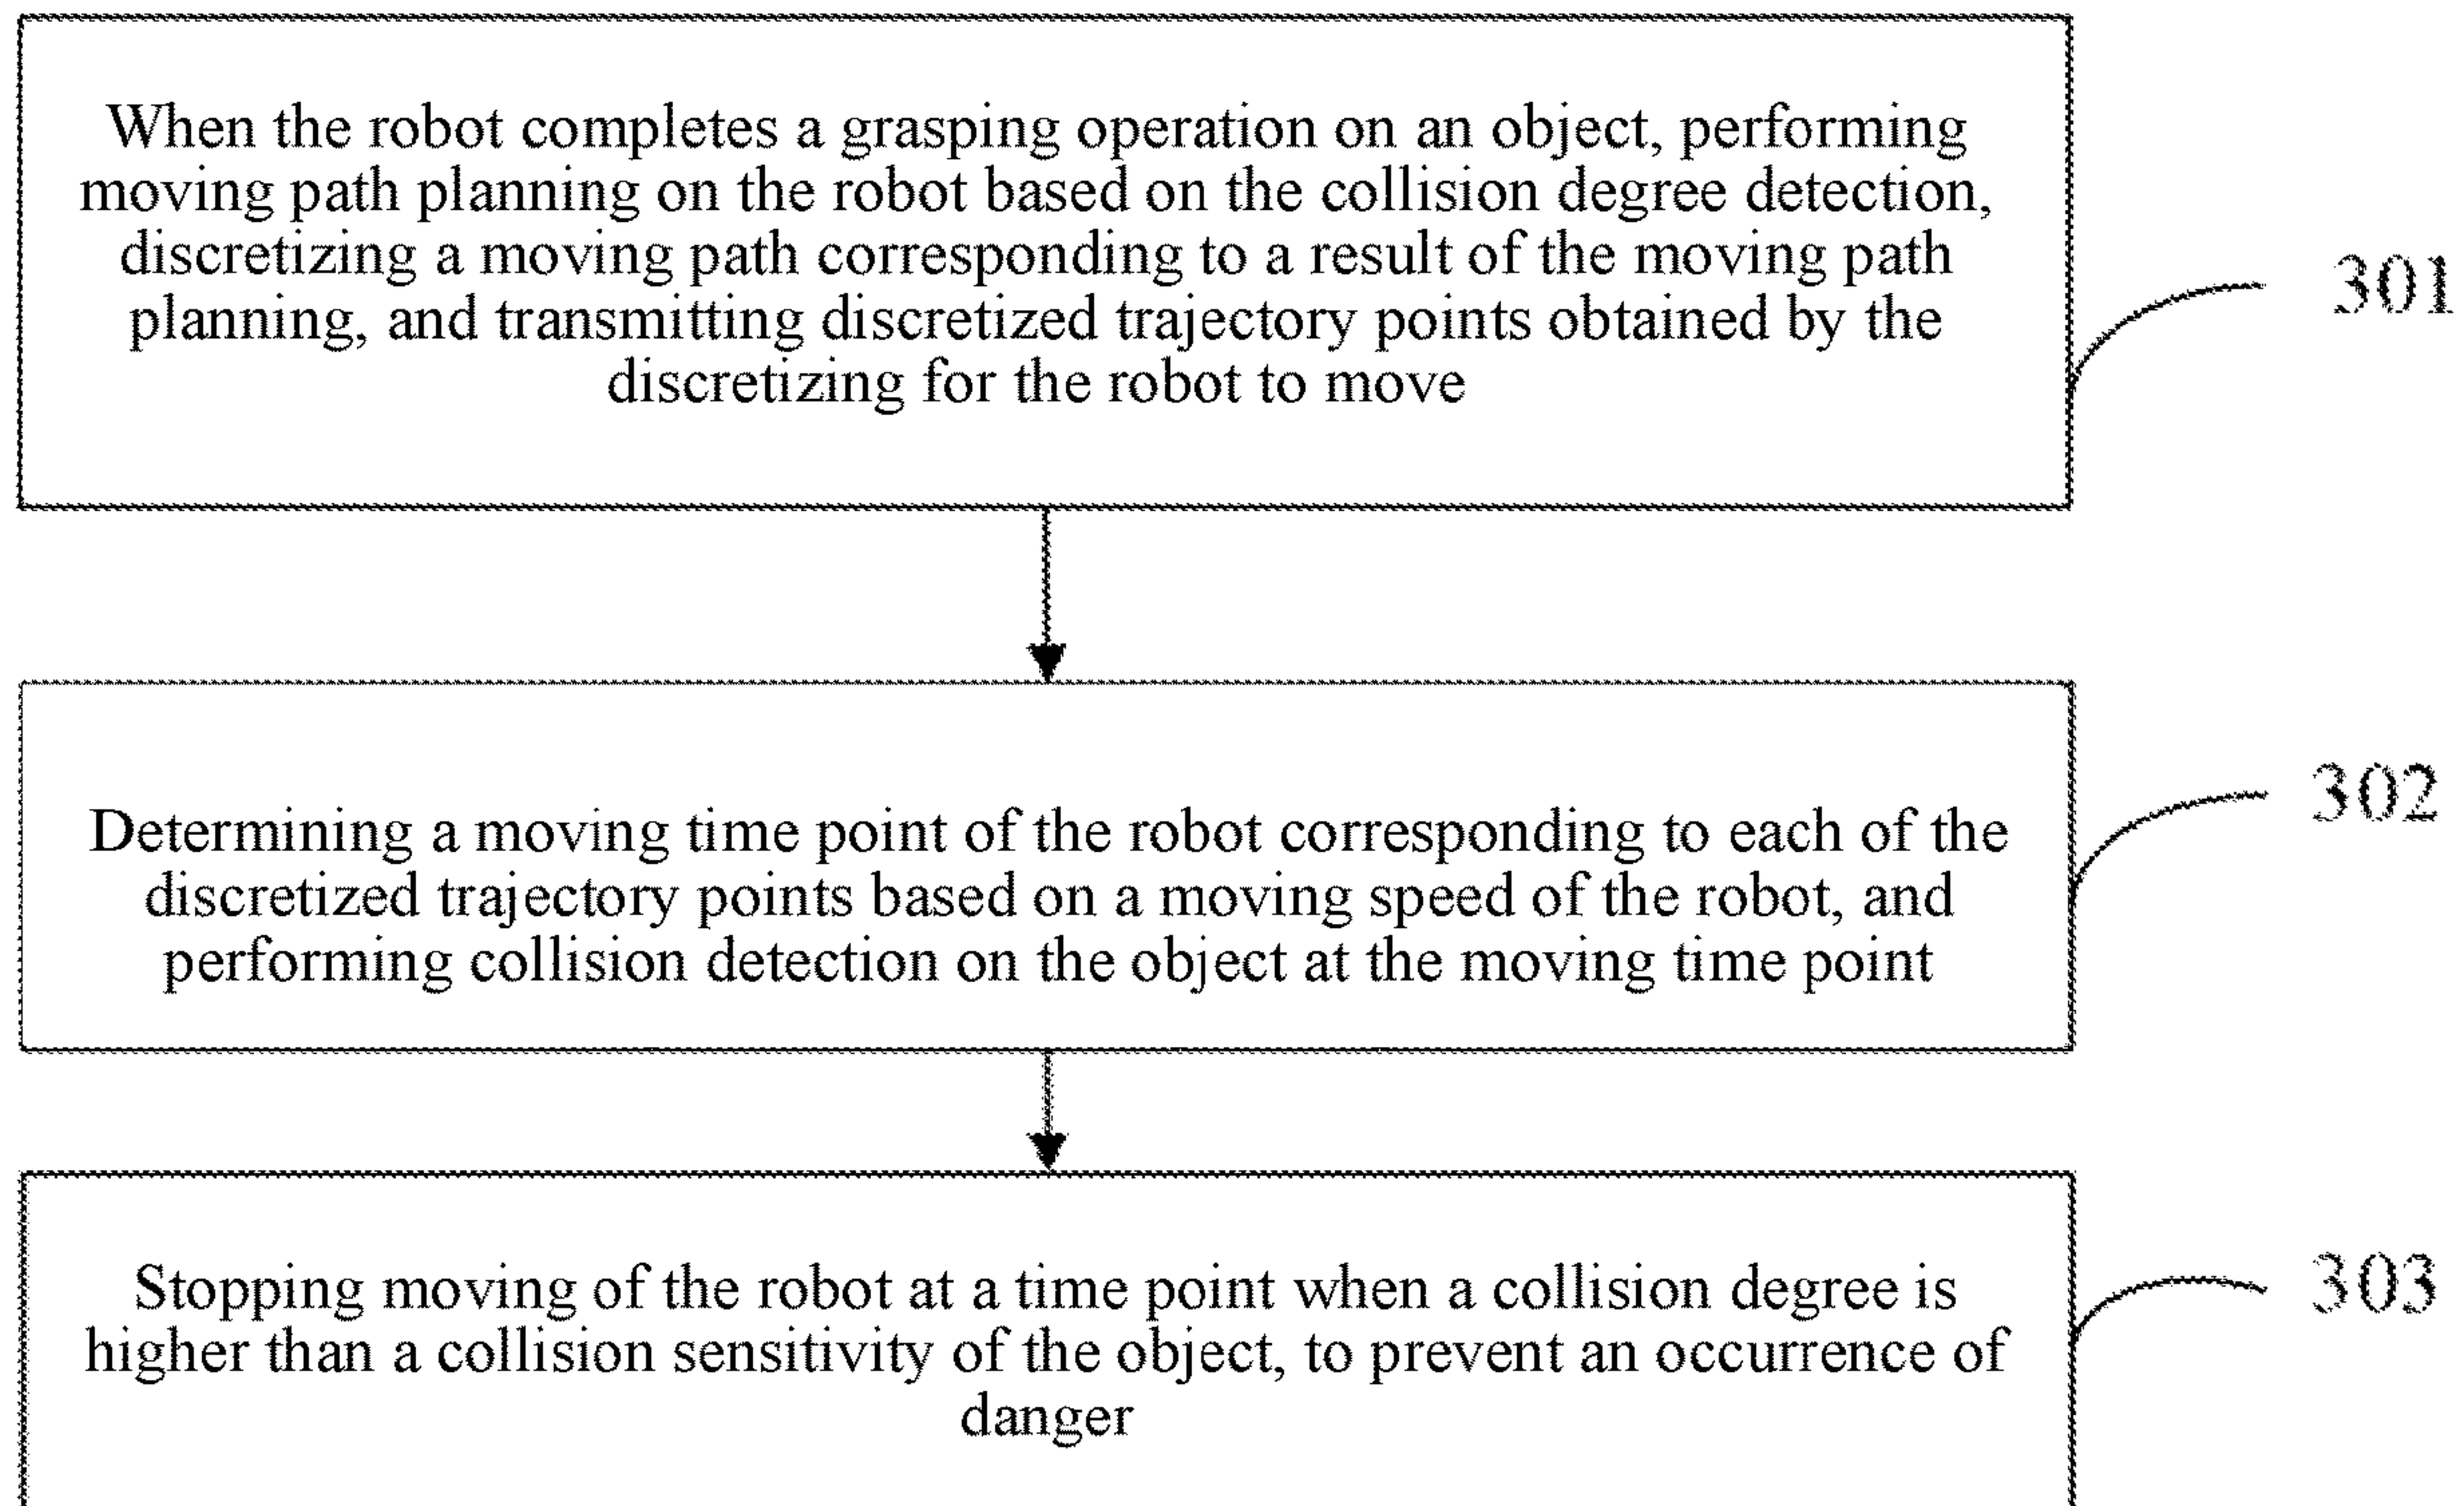 When the robot completes a grasping operation on an object, performing
moving path planning on the robot based on the collision degree detection,
discretizing a moving path corresponding to a result of the moving path
planning, and transmitting discretized trajectory points obtained by the
discretizing for the robot to move
301
Determining a moving time point of the robot corresponding to each of the
discretized trajectory points based on a moving speed of the robot, and
performing collision detection on the object at the moving time point
302
Stopping moving of the robot at a time point when a collision degree is
higher than a collision sensitivity of the object, to prevent an occurrence of
danger
303